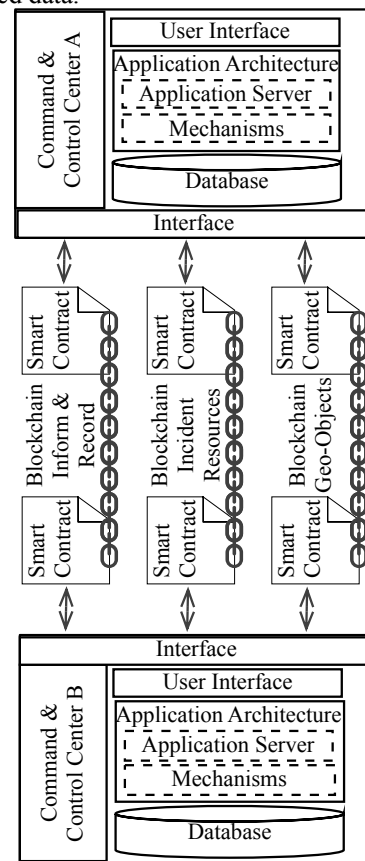 ed data.
Command &
Control Center A
User Interface
Application Architecture
Application Server
Mechanisms
Database
Interface
Smart
Contract
Smart
Contract
Smart
Contract
Blockchain
Inform &
Record
Blockchain
Incident
Resources
Blockchain
Geo-Objects
Smart
Contract
Smart
Contract
Smart
Contract
Interface
Command &
Control Center B
User Interface
Application Architecture
Application Server
Mechanisms
Database